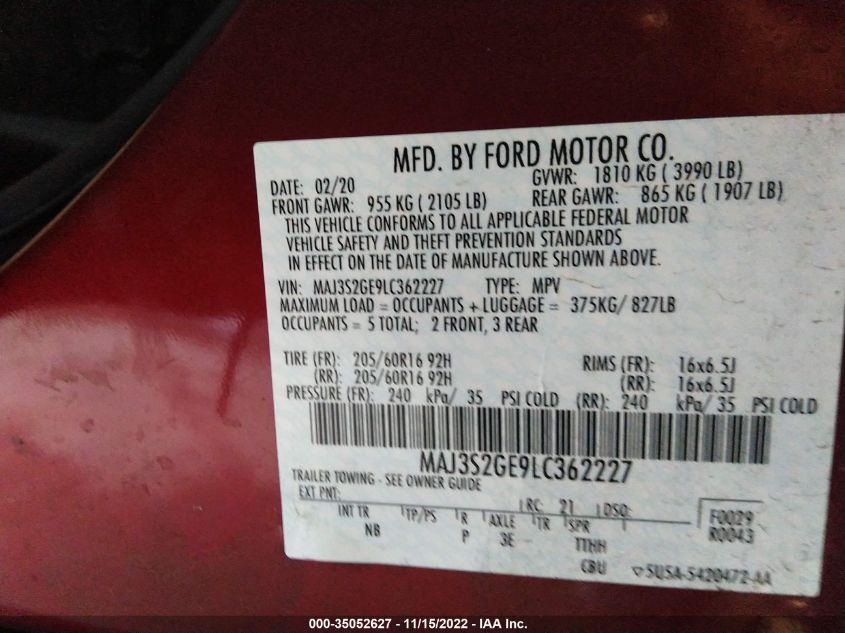 MFD. BY FORD MOTOR CO.
DATE: 02/20 GVWR: 1810 KG ( 3990 LB)
FRONT GAWR: 955 KG ( 2105 LB) REAR GAWR: 865 KG ( 1907 LB)
THIS VEHICLE CONFORMS TO ALL APPLICABLE FEDERAL MOTOR
VEHICLE SAFETY AND THEFT PREVENTION STANDARDS
IN EFFECT ON THE DATE OF MANUFACTURE SHOWN ABOVE.
VIN: MAJ3S2GE9LC362227 TYPE: MPV
MAXIMUM LOAD = OCCUPANTS + LUGGAGE = 375KG/ 827LB
OCCUPANTS = 5 TOTAL; 2 FRONT, 3 REAR
TIRE (FR): 205/60R16 92H RIMS (FR): 16x6.5J
(RR): 205/60R16 92H (RR): 16x6.5J
PRESSURE (FR): 240 kPa/ 35 PSI COLD (RR): 240 kPa/ 35 PSI COLD
MAJ3S2GE9LC362227
TRAILER TOWING - SEE OWNER GUIDE
EXT PNT: RC: 21 DSO: F0029
INT TR TP/PS R AXLE TR SPR R0043
NB P 3E TTHH
CBU 5U5A-5420472-AA
000-35052627 - 11/15/2022 - IAA Inc.